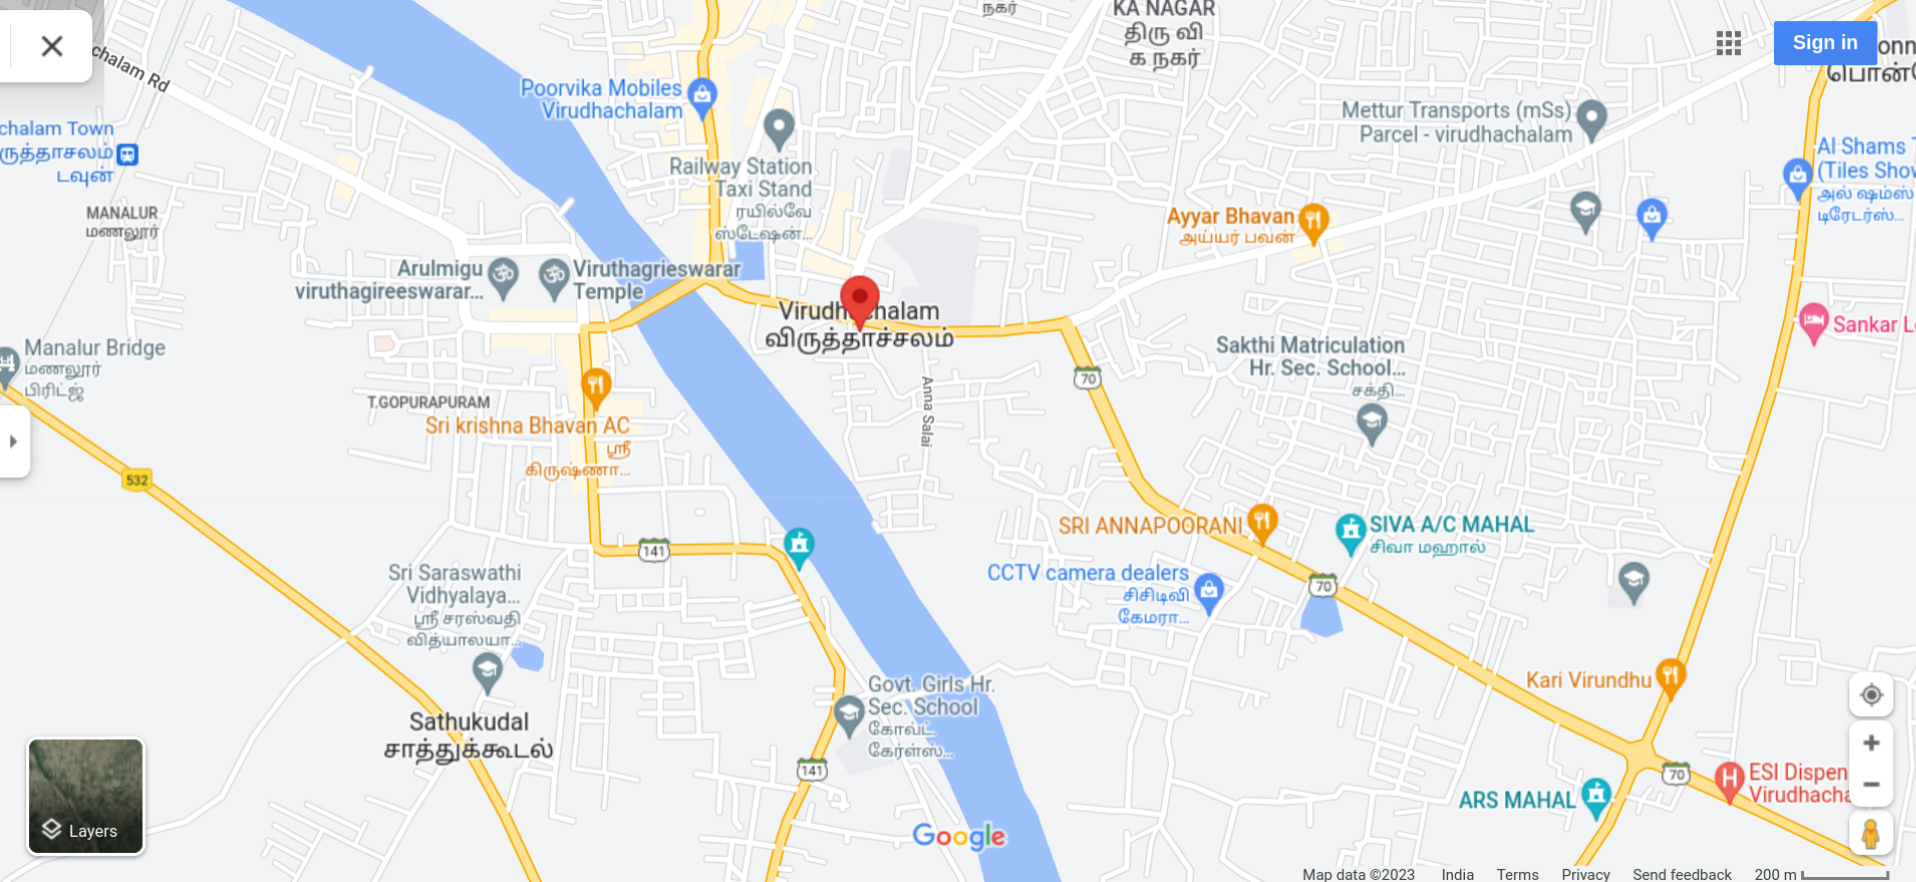 chalam Rd
நகர்
KA NAGAR
திரு வி
க நகர்
Sign in
onn
பொன்
Poorvika Mobiles
Virudhachalam
Mettur Transports (mSs)
Parcel - virudhachalam
chalam Town
ருத்தாசலம்
டவுன்
Railway Station
Taxi Stand
ரயில்வே
ஸ்டேஷன்...
Al Shams T
(Tiles Show
அல் ஷம்ஸ்
டிரேடர்ஸ்...
MANALUR
மணலூர்
Ayyar Bhavan
அய்யர் பவன்
Arulmigu
viruthagireeswarar...
Viruthagrieswarar
Temple
Virudhachalam
விருத்தாச்சலம்
Sankar L
Manalur Bridge
மணலூர்
பிரிட்ஜ்
Sakthi Matriculation
Hr. Sec. School...
சக்தி...
70
Anna Salai
T.GOPURAPURAM
Sri krishna Bhavan AC
ஸ்ரீ
கிருஷ்ணா...
532
SRI ANNAPOORANI
SIVA A/C MAHAL
சிவா மஹால்
141
CCTV camera dealers
சிசிடிவி
கேமரா...
70
Sri Saraswathi
Vidhyalaya...
ஸ்ரீ சரஸ்வதி
வித்யாலயா...
Kari Virundhu
Govt. Girls Hr.
Sec. School
கோவ்ட்
கேர்ள்ஸ்...
Sathukudal
சாத்துக்கூடல்
141
70
ESI Dispen
Virudhacha
ARS MAHAL
Layers
Google
Map data ©2023 India Terms Privacy Send feedback 200 m